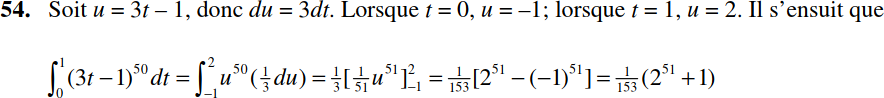 54. Soit u = 3t – 1, donc du = 3dt. Lorsque t = 0, u = –1; lorsque t = 1, u = 2. Il s’ensuit que
∫₀¹(3t – 1)⁵⁰ dt = ∫₋₁² u⁵⁰(⅓ du) = ⅓[1/51 u⁵¹]₋₁² = 1/153[2⁵¹ – (–1)⁵¹] = 1/153(2⁵¹ + 1)